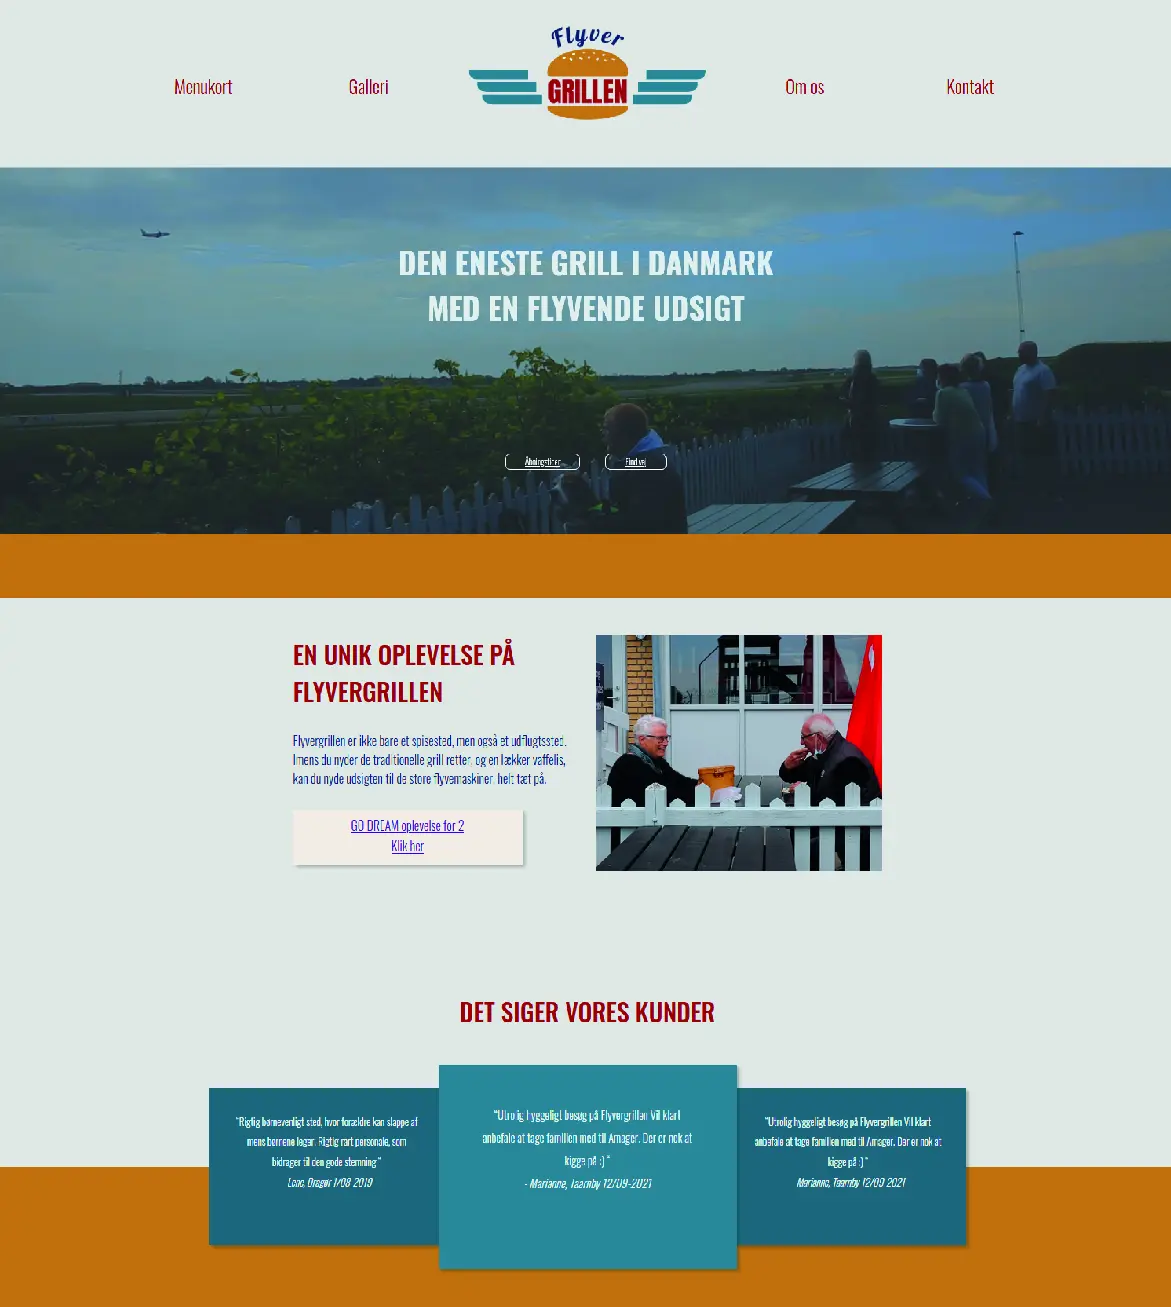 Flyver
GRILLEN
Menukort
Galleri
Om os
Kontakt
DEN ENESTE GRILL I DANMARK
MED EN FLYVENDE UDSIGT
Åbningstider
Find vej
EN UNIK OPLEVELSE PÅ
FLYVERGRILLEN
Flyvergrillen er ikke bare et spisested, men også et udflugtssted.
Imens du nyder de traditionelle grill retter, og en lækker vaffelis,
kan du nyde udsigten til de store flyvemaskiner, helt tæt på.
GO DREAM oplevelse for 2
Klik her
DET SIGER VORES KUNDER
"Rigtig børnevenligt sted, hvor forældre kan slappe af
mens børnene leger. Rigtig rart personale, som
bidrager til den gode stemning"
Lone, Dragør 1/08-2019
"Utrolig hyggeligt besøg på Flyvergrillen Vil klart
anbefale at tage familien med til Amager. Der er nok at
kigge på :) "
- Marianne, Taarnby 12/09-2021
"Utrolig hyggeligt besøg på Flyvergrillen Vil klart
anbefale at tage familien med til Amager. Der er nok at
kigge på :) "
Marianne, Taarnby 12/09-2021